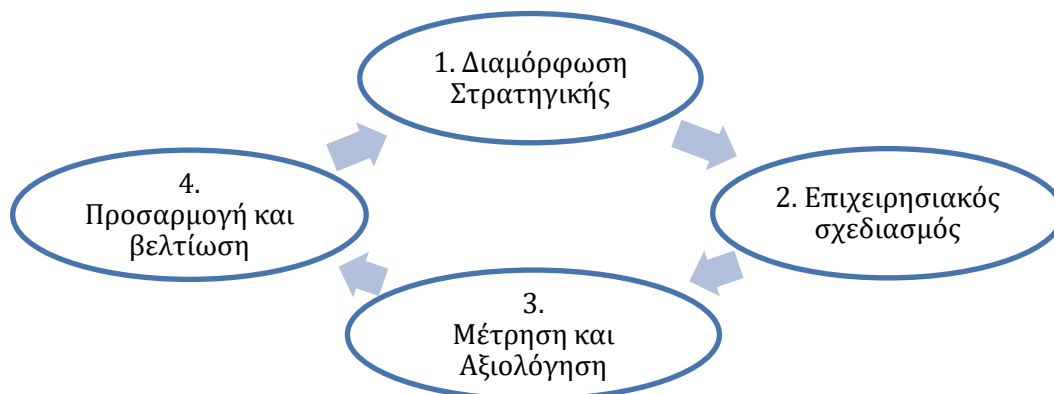 1. Διαμόρφωση
Στρατηγικής
2. Επιχειρησιακός
σχεδιασμός
3.
Μέτρηση και
Αξιολόγηση
4.
Προσαρμογή και
βελτίωση